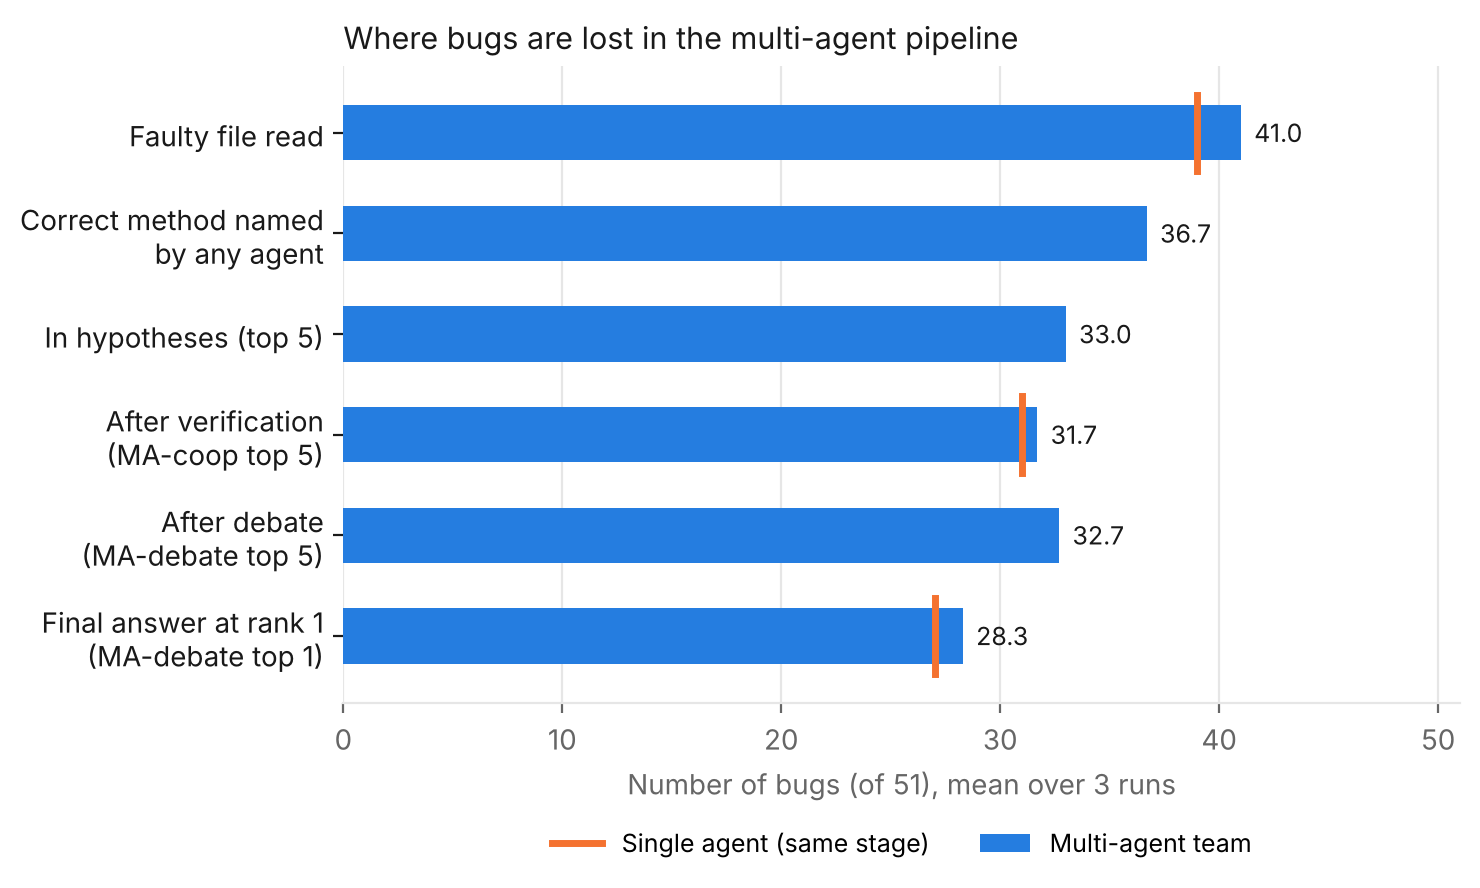 Where bugs are lost in the multi-agent pipeline
Faulty file read
41.0
Correct method named
by any agent
36.7
In hypotheses (top 5)
33.0
After verification
(MA-coop top 5)
31.7
After debate
(MA-debate top 5)
32.7
Final answer at rank 1
(MA-debate top 1)
28.3
0 10 20 30 40 50
Number of bugs (of 51), mean over 3 runs
Single agent (same stage) Multi-agent team